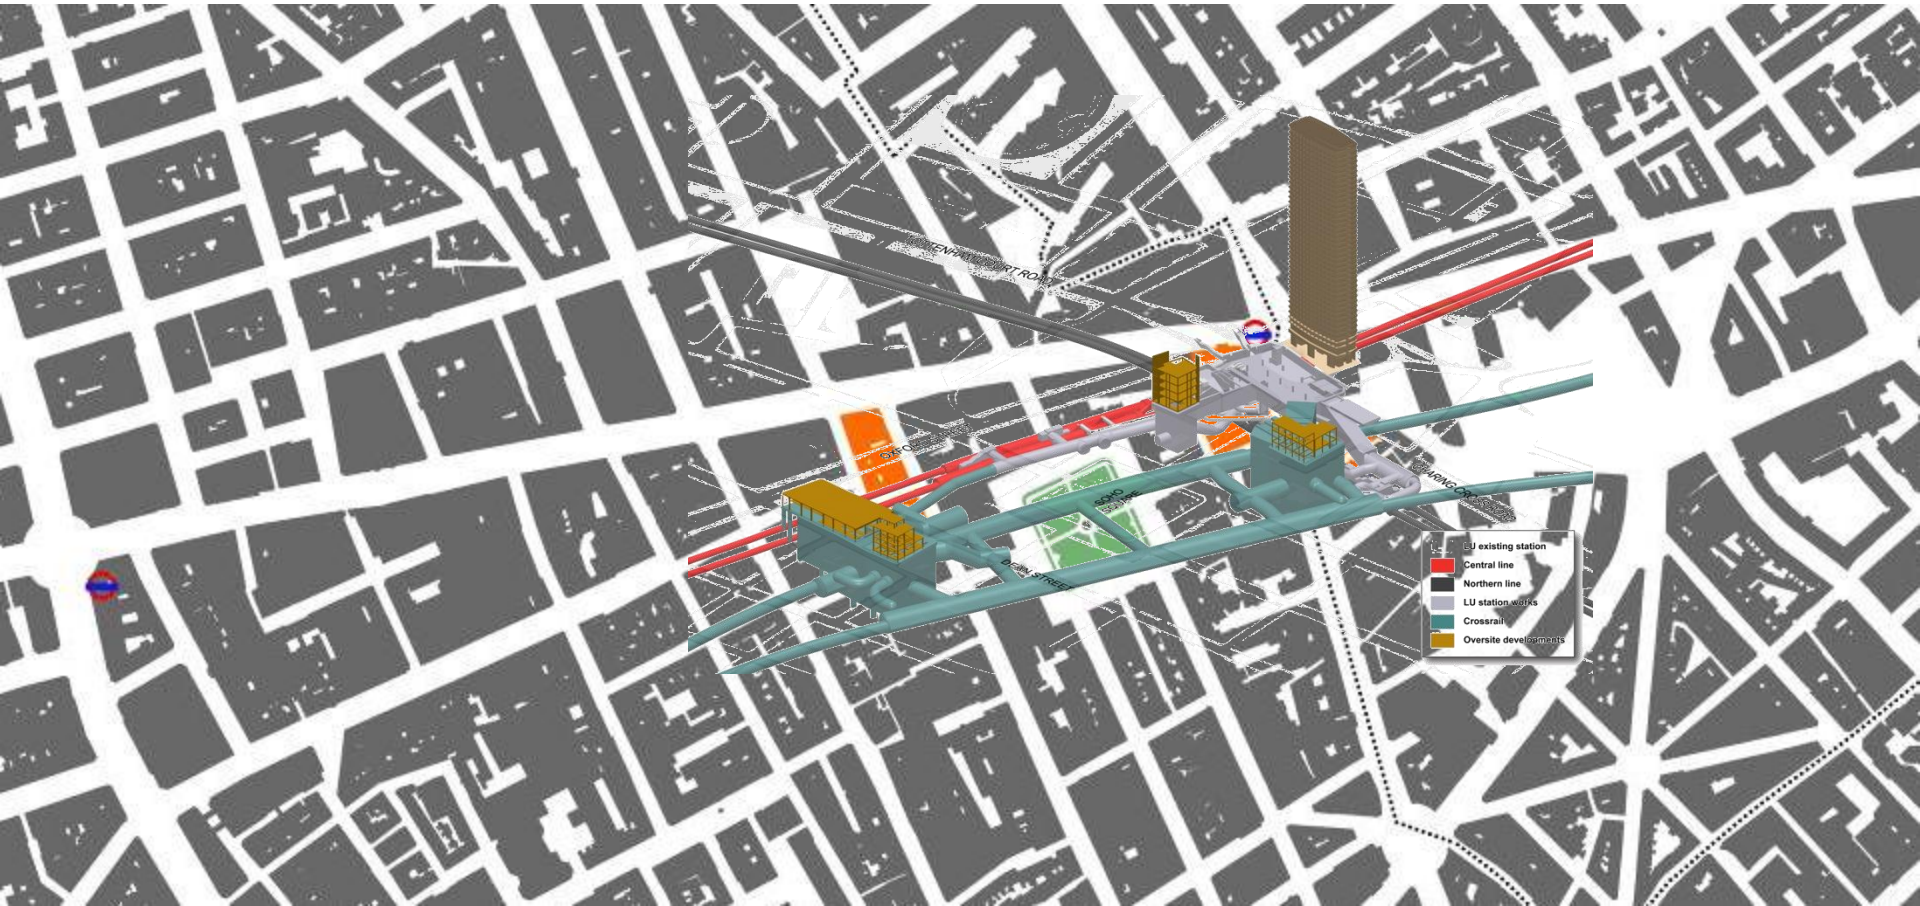 TOTTENHAM COURT ROAD
OXFORD STREET
SOHO
SQUARE
CHARING CROSS ROAD
DEAN STREET
LU existing station
Central line
Northern line
LU station works
Crossrail
Oversite developments